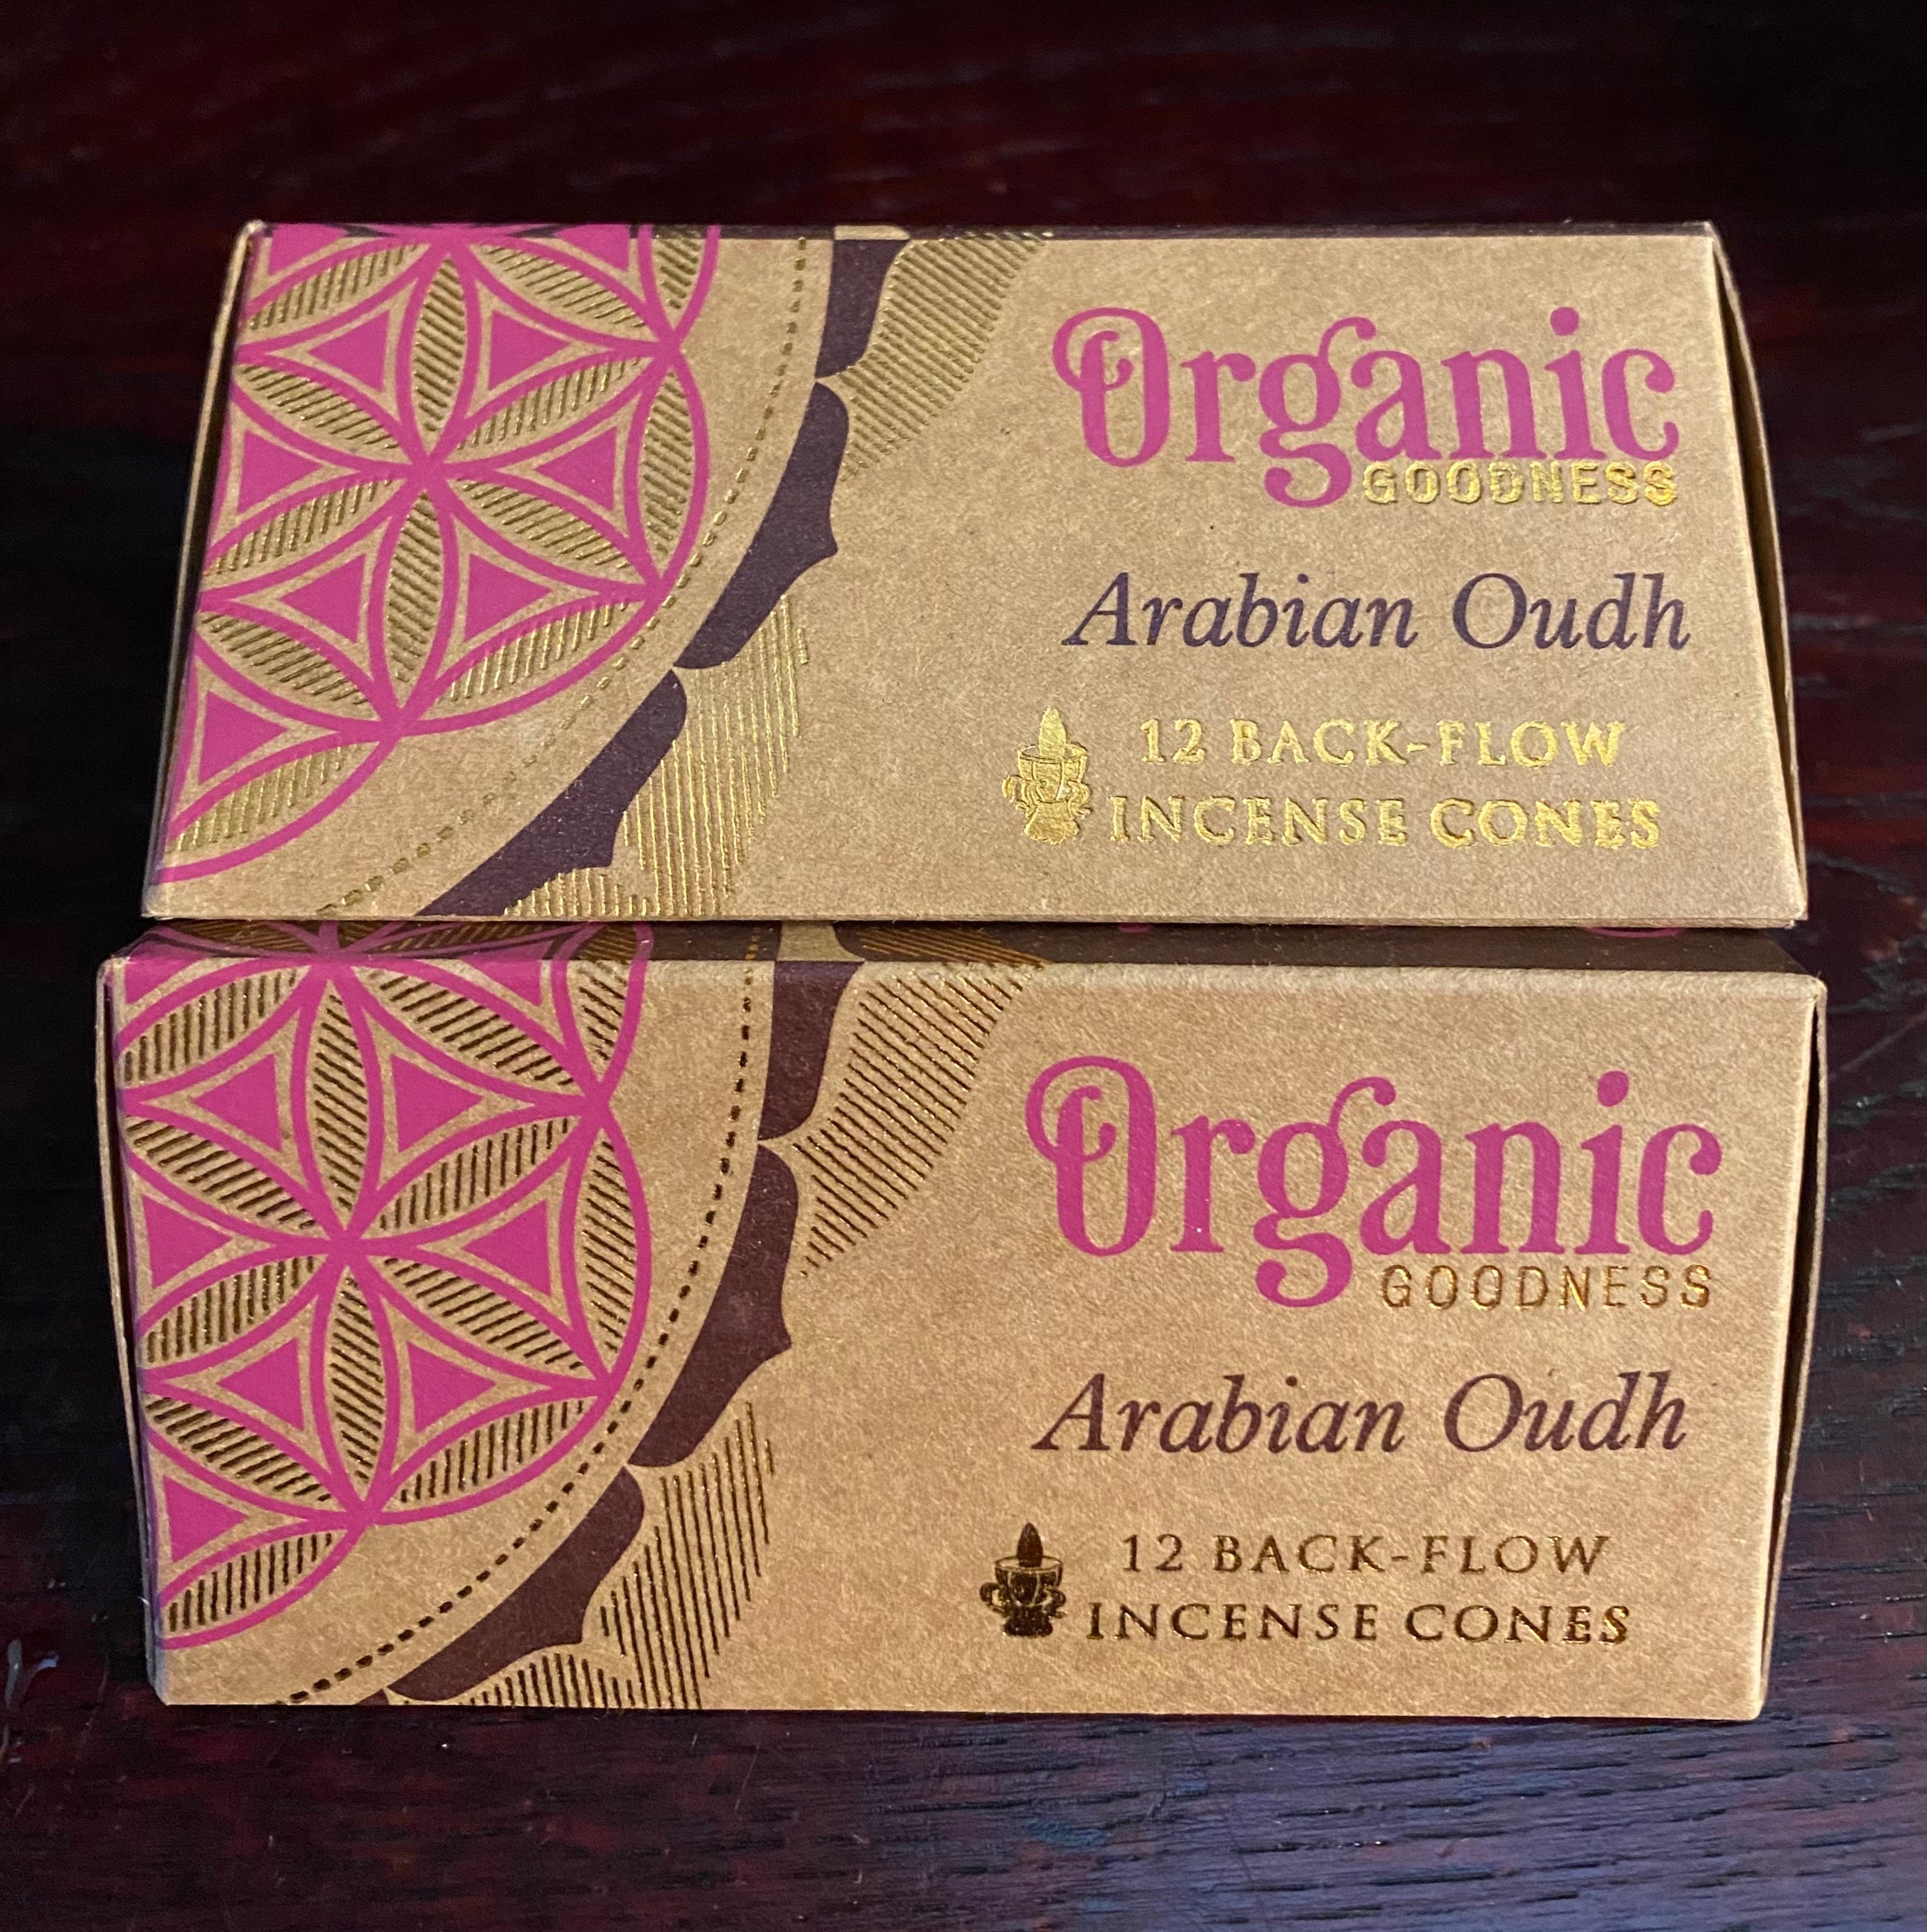 Organic
GOODNESS
Arabian Oudh
12 BACK-FLOW
INCENSE CONES
Organic
GOODNESS
Arabian Oudh
12 BACK-FLOW
INCENSE CONES